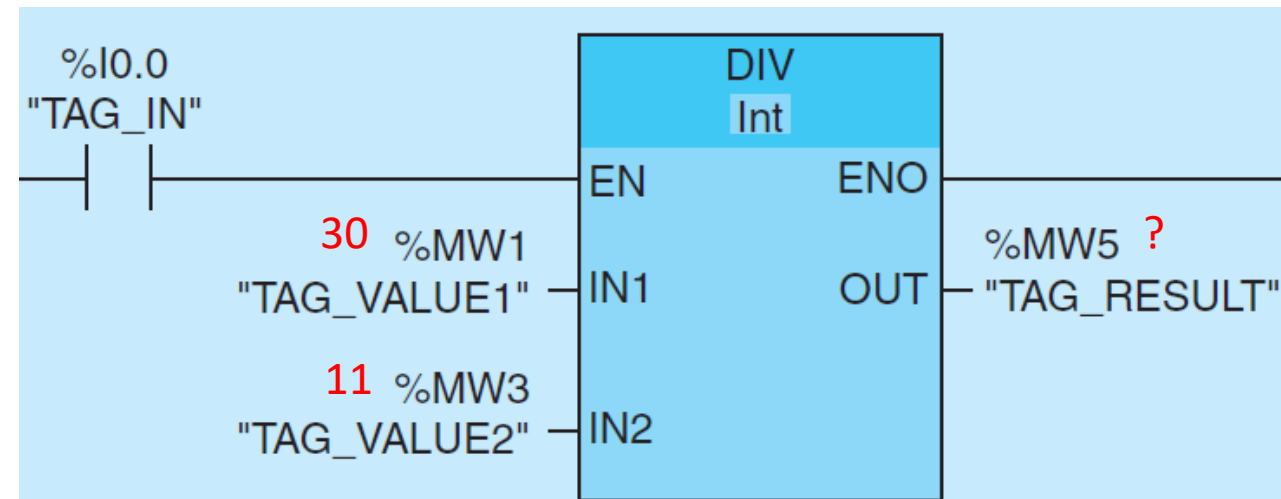 %I0.0
"TAG_IN"
DIV
Int
EN
ENO
30 %MW1
"TAG_VALUE1"
IN1
OUT
%MW5 ?
"TAG_RESULT"
11 %MW3
"TAG_VALUE2"
IN2